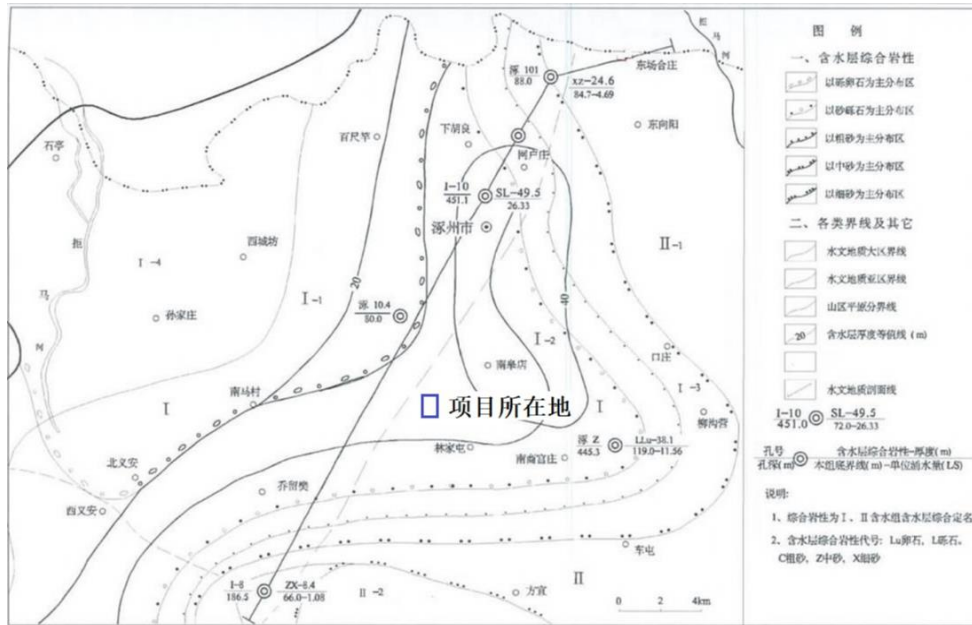 拒
马
河
东场合庄
涿 101
88.0
xz-24.6
84.7-4.69
东向阳
百尺竿
下胡良
石亭
I-10
451.1
SL-49.5
26.33
涿州市
西城坊
拒
马
河
I-4
I-1
II-1
20
40
孙家庄
涿 10.4
80.0
I-2
南皋店
口庄
I-3
南马村
I
项目所在地
I
柳沟营
林家屯
涿 Z
445.3
LLu-38.1
119.0-11.56
南商官庄
北义安
乔留樊
西义安
车屯
II
I-8
186.5
ZX-8.4
66.0-1.08
II-2
方官
0 2 4km
图 例
一、含水层综合岩性
以砾卵石为主分布区
以砂砾石为主分布区
以粗砂为主分布区
以中砂为主分布区
以细砂为主分布区
二、各类界线及其它
水文地质大区界线
水文地质亚区界线
山区平原分界线
20 含水层厚度等值线 (m)
水文地质剖面线
I-10
451.0
SL-49.5
72.0-26.33
孔号
孔深(m)
含水层综合岩性-厚度(m)
本组底界线(m)-单位涌水量(LS)
说明:
1、综合岩性为 I 、II 含水组含水层综合定名
2、含水层综合岩性代号: Lu卵石, L砾石,
C粗砂, Z中砂, X细砂